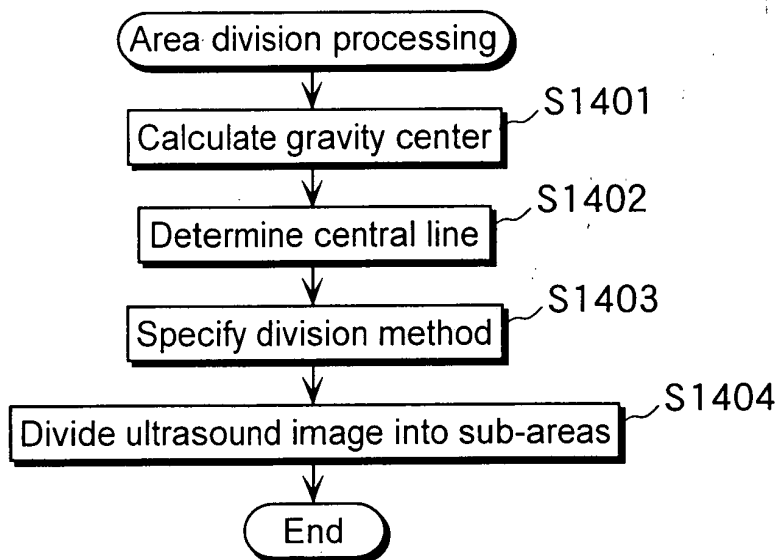 Area division processing
S1401
Calculate gravity center
S1402
Determine central line
S1403
Specify division method
S1404
Divide ultrasound image into sub-areas
End